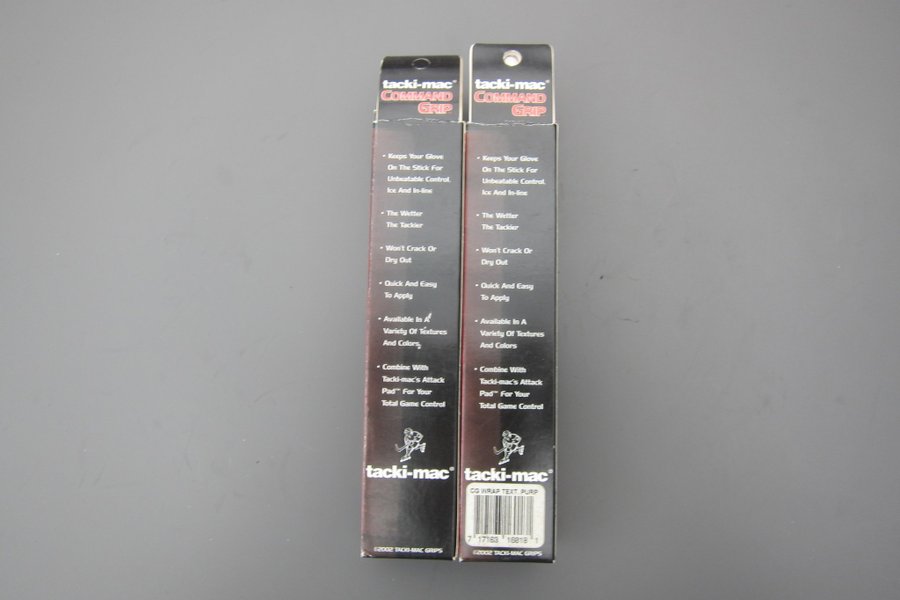 tacki-mac®
COMMAND
GRIP
• Keeps Your Glove
On The Stick For
Unbeatable Control.
Ice And In-line
• The Wetter
The Tackier
• Won't Crack Or
Dry Out
• Quick And Easy
To Apply
• Available In A
Variety Of Textures
And Colors
• Combine With
Tacki-mac's Attack
Pad™ For Your
Total Game Control
tacki-mac®
©2002 TACKI-MAC GRIPS
tacki-mac®
COMMAND
GRIP
• Keeps Your Glove
On The Stick For
Unbeatable Control.
Ice And In-line
• The Wetter
The Tackier
• Won't Crack Or
Dry Out
• Quick And Easy
To Apply
• Available In A
Variety Of Textures
And Colors
• Combine With
Tacki-mac's Attack
Pad™ For Your
Total Game Control
tacki-mac®
CG WRAP TEXT. PURP
7 17163 16818 1
©2002 TACKI-MAC GRIPS